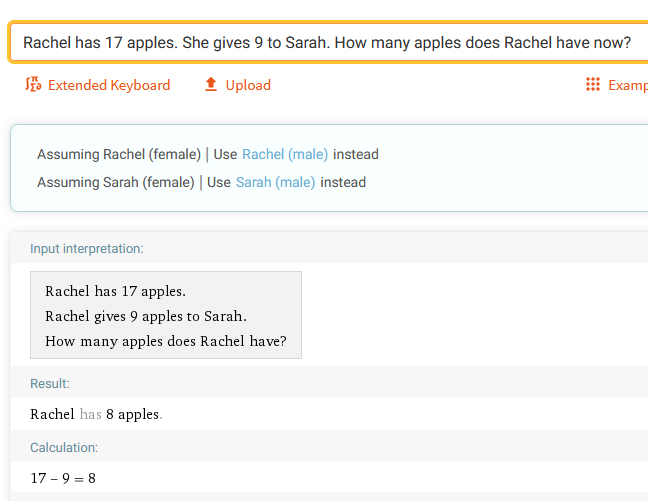 Rachel has 17 apples. She gives 9 to Sarah. How many apples does Rachel have now?
Extended Keyboard Upload Examp
Assuming Rachel (female) | Use Rachel (male) instead
Assuming Sarah (female) | Use Sarah (male) instead
Input interpretation:
Rachel has 17 apples.
Rachel gives 9 apples to Sarah.
How many apples does Rachel have?
Result:
Rachel has 8 apples.
Calculation:
17 − 9 = 8